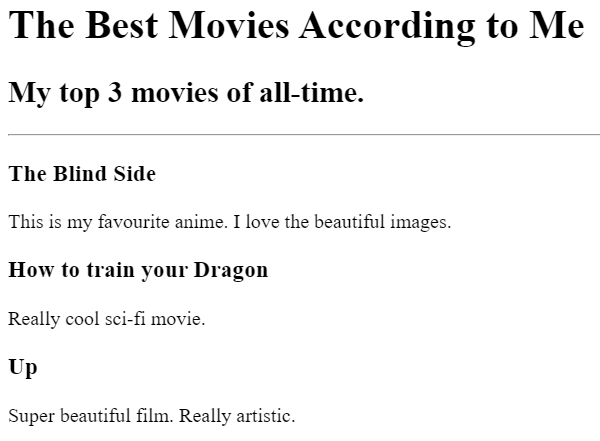 The Best Movies According to Me
My top 3 movies of all-time.
The Blind Side
This is my favourite anime. I love the beautiful images.
How to train your Dragon
Really cool sci-fi movie.
Up
Super beautiful film. Really artistic.